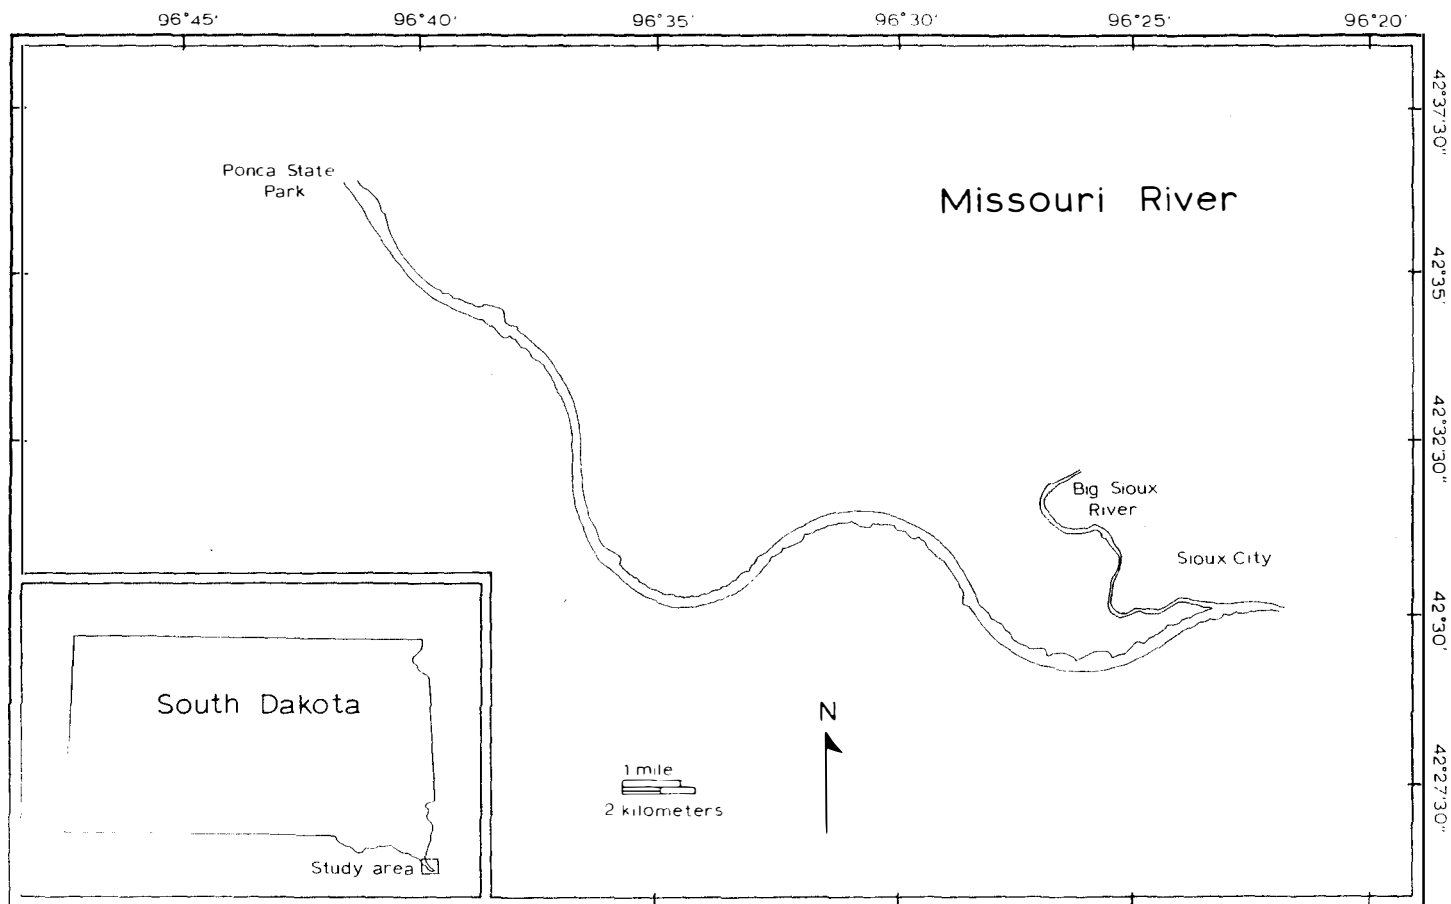 96°45' 96°40' 96°35' 96°30' 96°25' 96°20'
42°37'30"
Ponca State
Park
Missouri River
42°35'
42°32'30"
Big Sioux
River
Sioux City
42°30'
South Dakota
N
1 mile
2 kilometers
42°27'30"
Study area